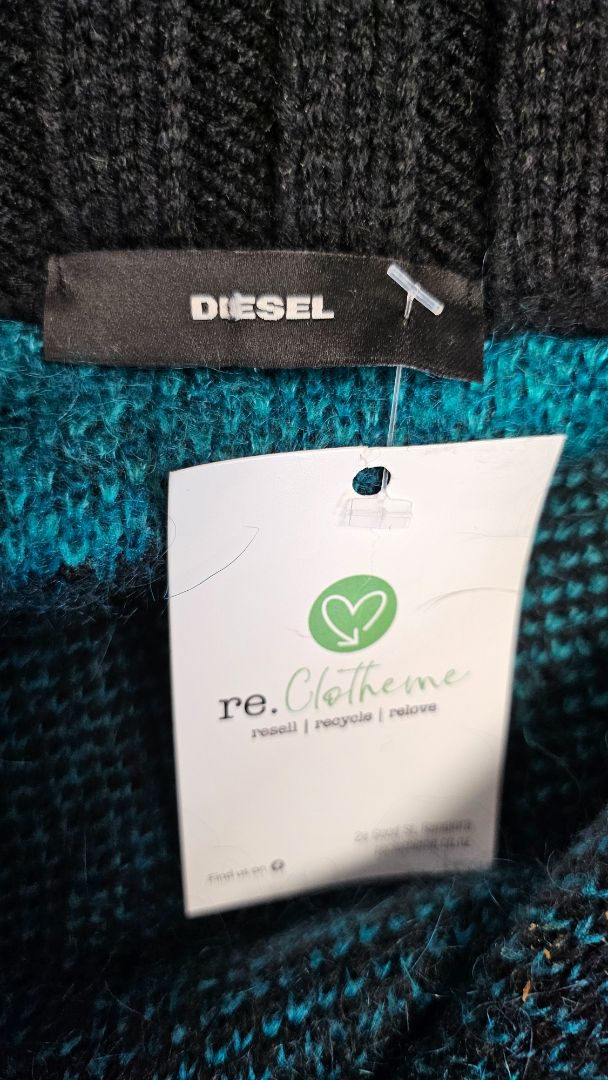 DIESEL
re.Clotheme
resell | recycle | relove
Find us on